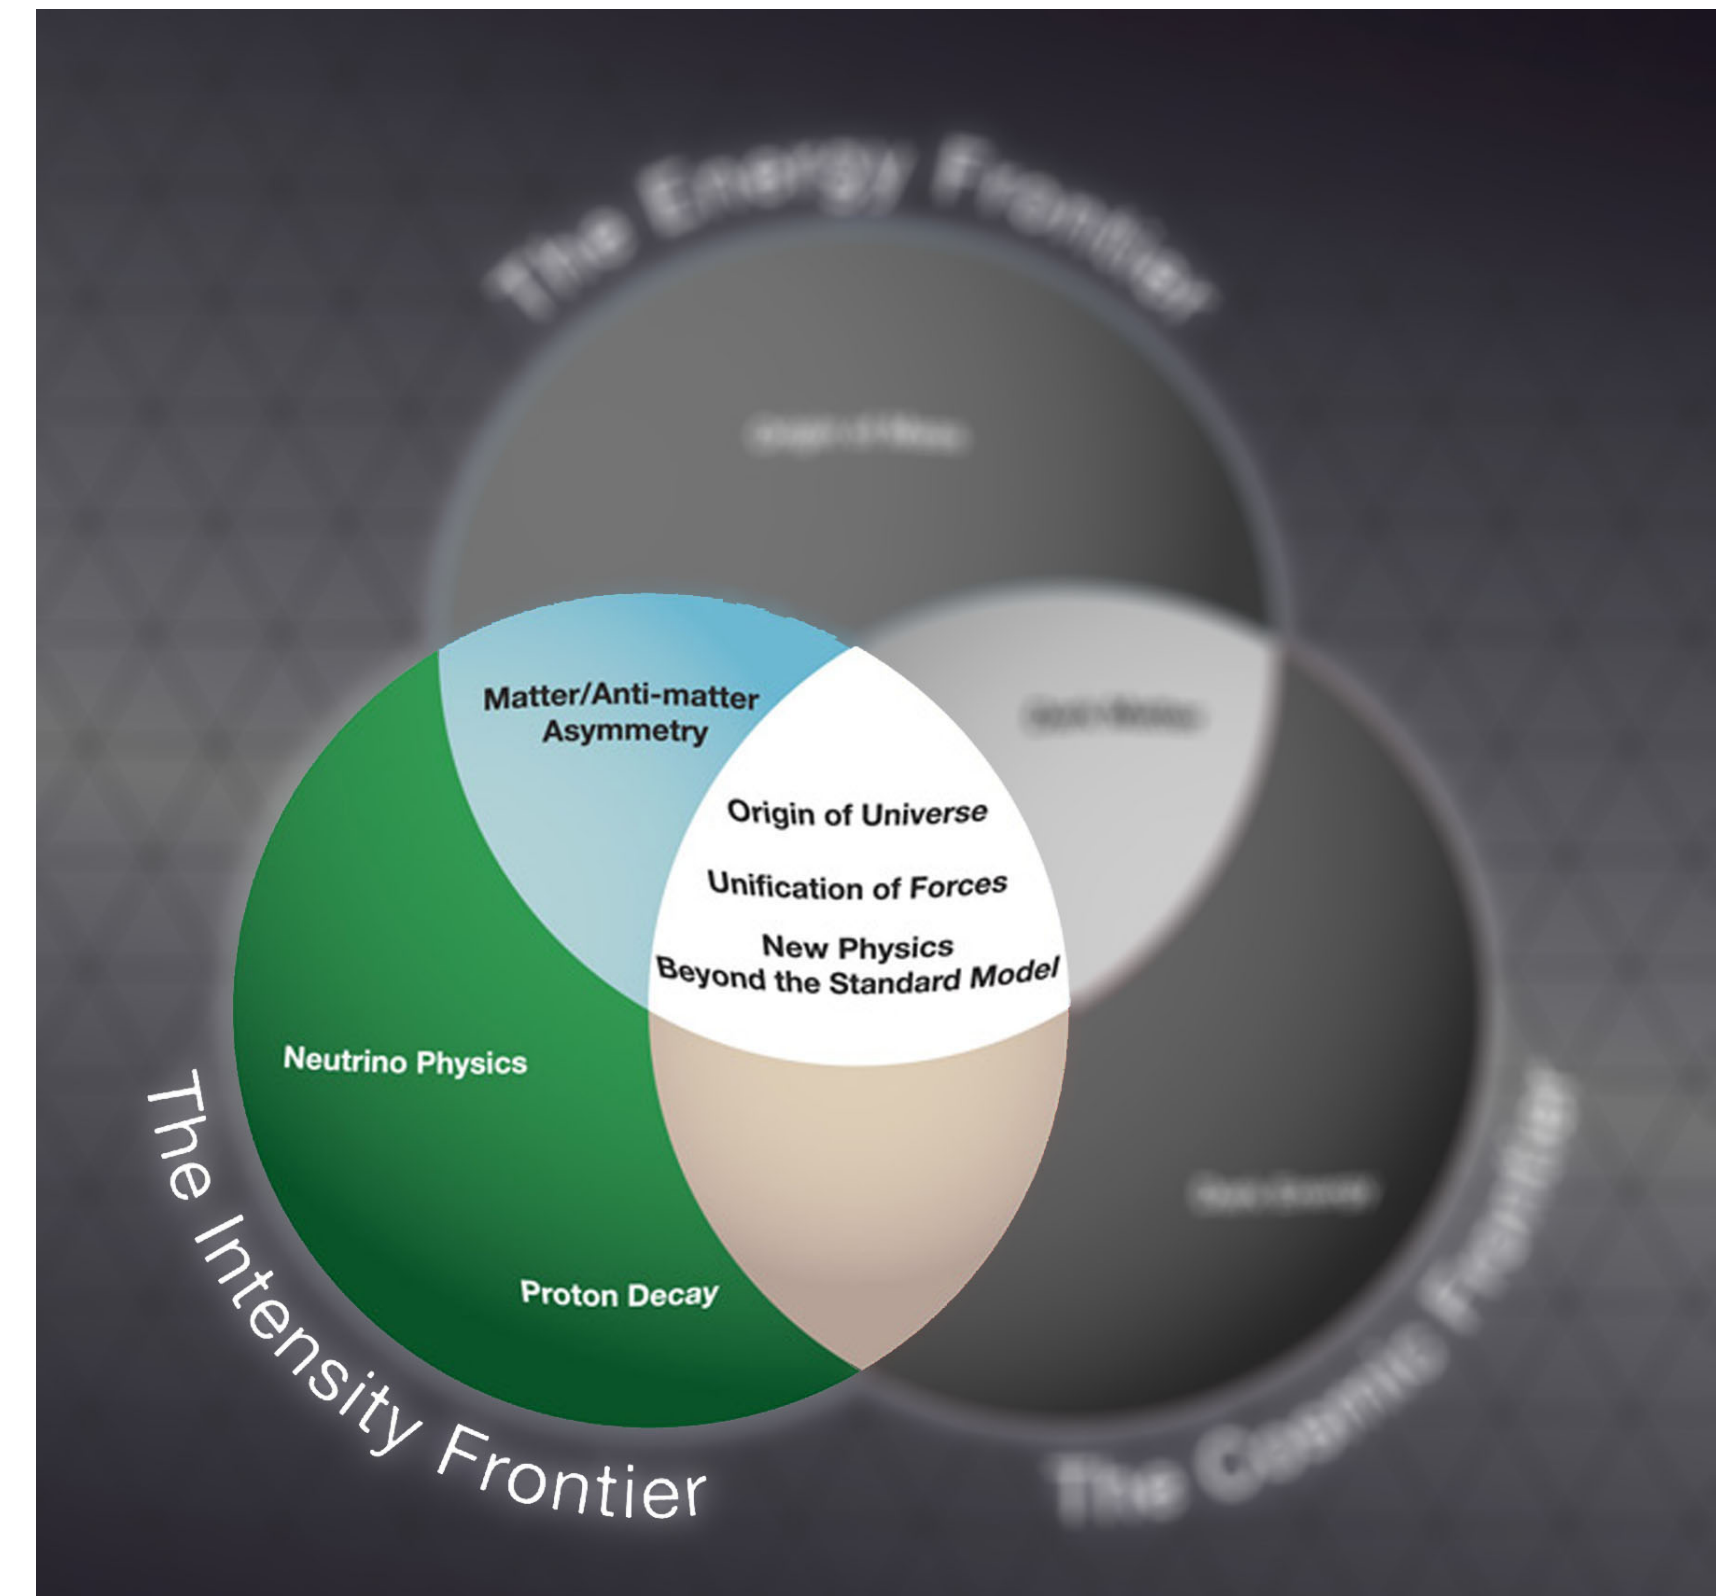 The Energy Frontier
Matter/Anti-matter
Asymmetry
Origin of Universe
Unification of Forces
New Physics
Beyond the Standard Model
Neutrino Physics
Proton Decay
The Intensity Frontier
The Cosmic Frontier